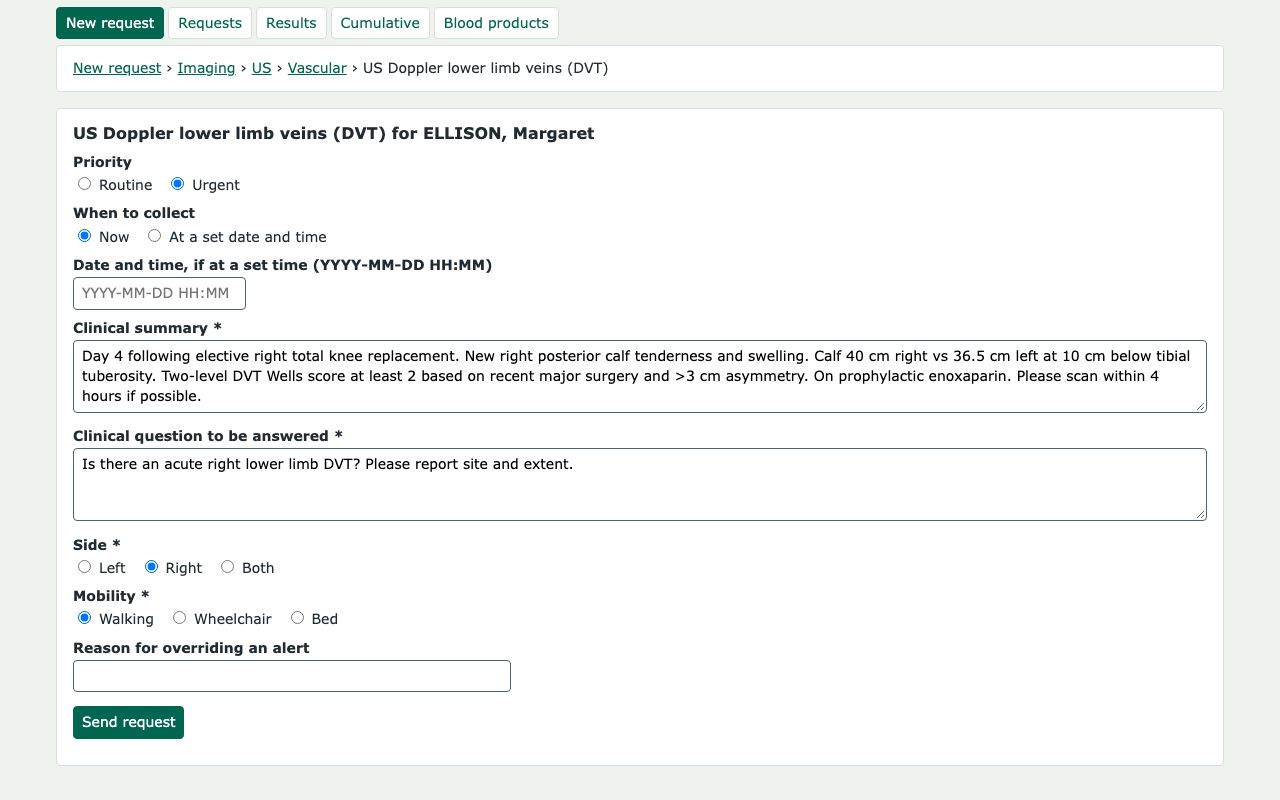 New request Requests Results Cumulative Blood products
New request › Imaging › US › Vascular › US Doppler lower limb veins (DVT)
US Doppler lower limb veins (DVT) for ELLISON, Margaret
Priority
Routine Urgent
When to collect
Now At a set date and time
Date and time, if at a set time (YYYY-MM-DD HH:MM)
YYYY-MM-DD HH:MM
Clinical summary *
Day 4 following elective right total knee replacement. New right posterior calf tenderness and swelling. Calf 40 cm right vs 36.5 cm left at 10 cm below tibial
tuberosity. Two-level DVT Wells score at least 2 based on recent major surgery and >3 cm asymmetry. On prophylactic enoxaparin. Please scan within 4
hours if possible.
Clinical question to be answered *
Is there an acute right lower limb DVT? Please report site and extent.
Side *
Left Right Both
Mobility *
Walking Wheelchair Bed
Reason for overriding an alert
Send request